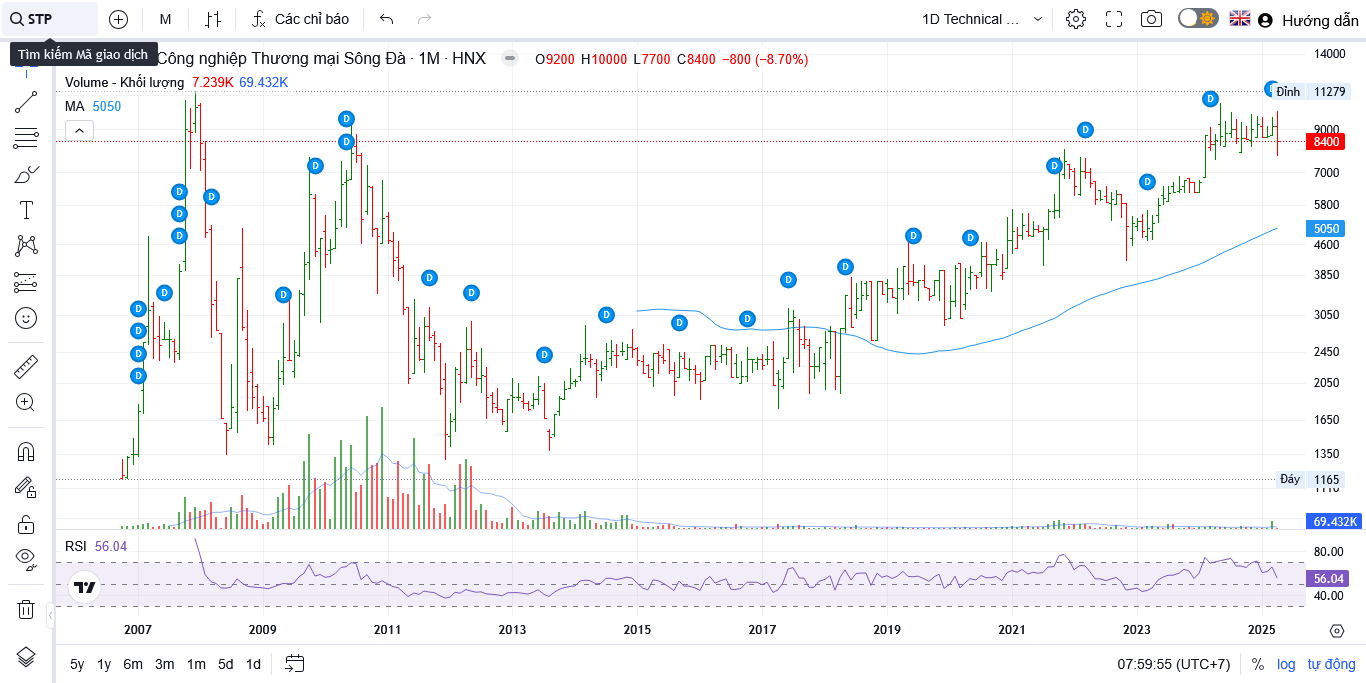 STP
M
Các chỉ báo
1D Technical ...
Hướng dẫn
Tìm kiếm Mã giao dịch
Công nghiệp Thương mại Sông Đà · 1M · HNX
O9200 H10000 L7700 C8400 −800 (−8.70%)
Volume - Khối lượng 7.239K 69.432K
MA 5050
14000
Đỉnh 11279
9000
8400
7000
5800
5050
4600
3850
3050
2450
2050
1650
1350
Đáy 1165
1110
69.432K
D D D D D D D D D D D D D D D D D D D D D D D D D D D D
RSI 56.04
80.00
56.04
40.00
2007 2009 2011 2013 2015 2017 2019 2021 2023 2025
5y 1y 6m 3m 1m 5d 1d
07:59:55 (UTC+7) % log tự động